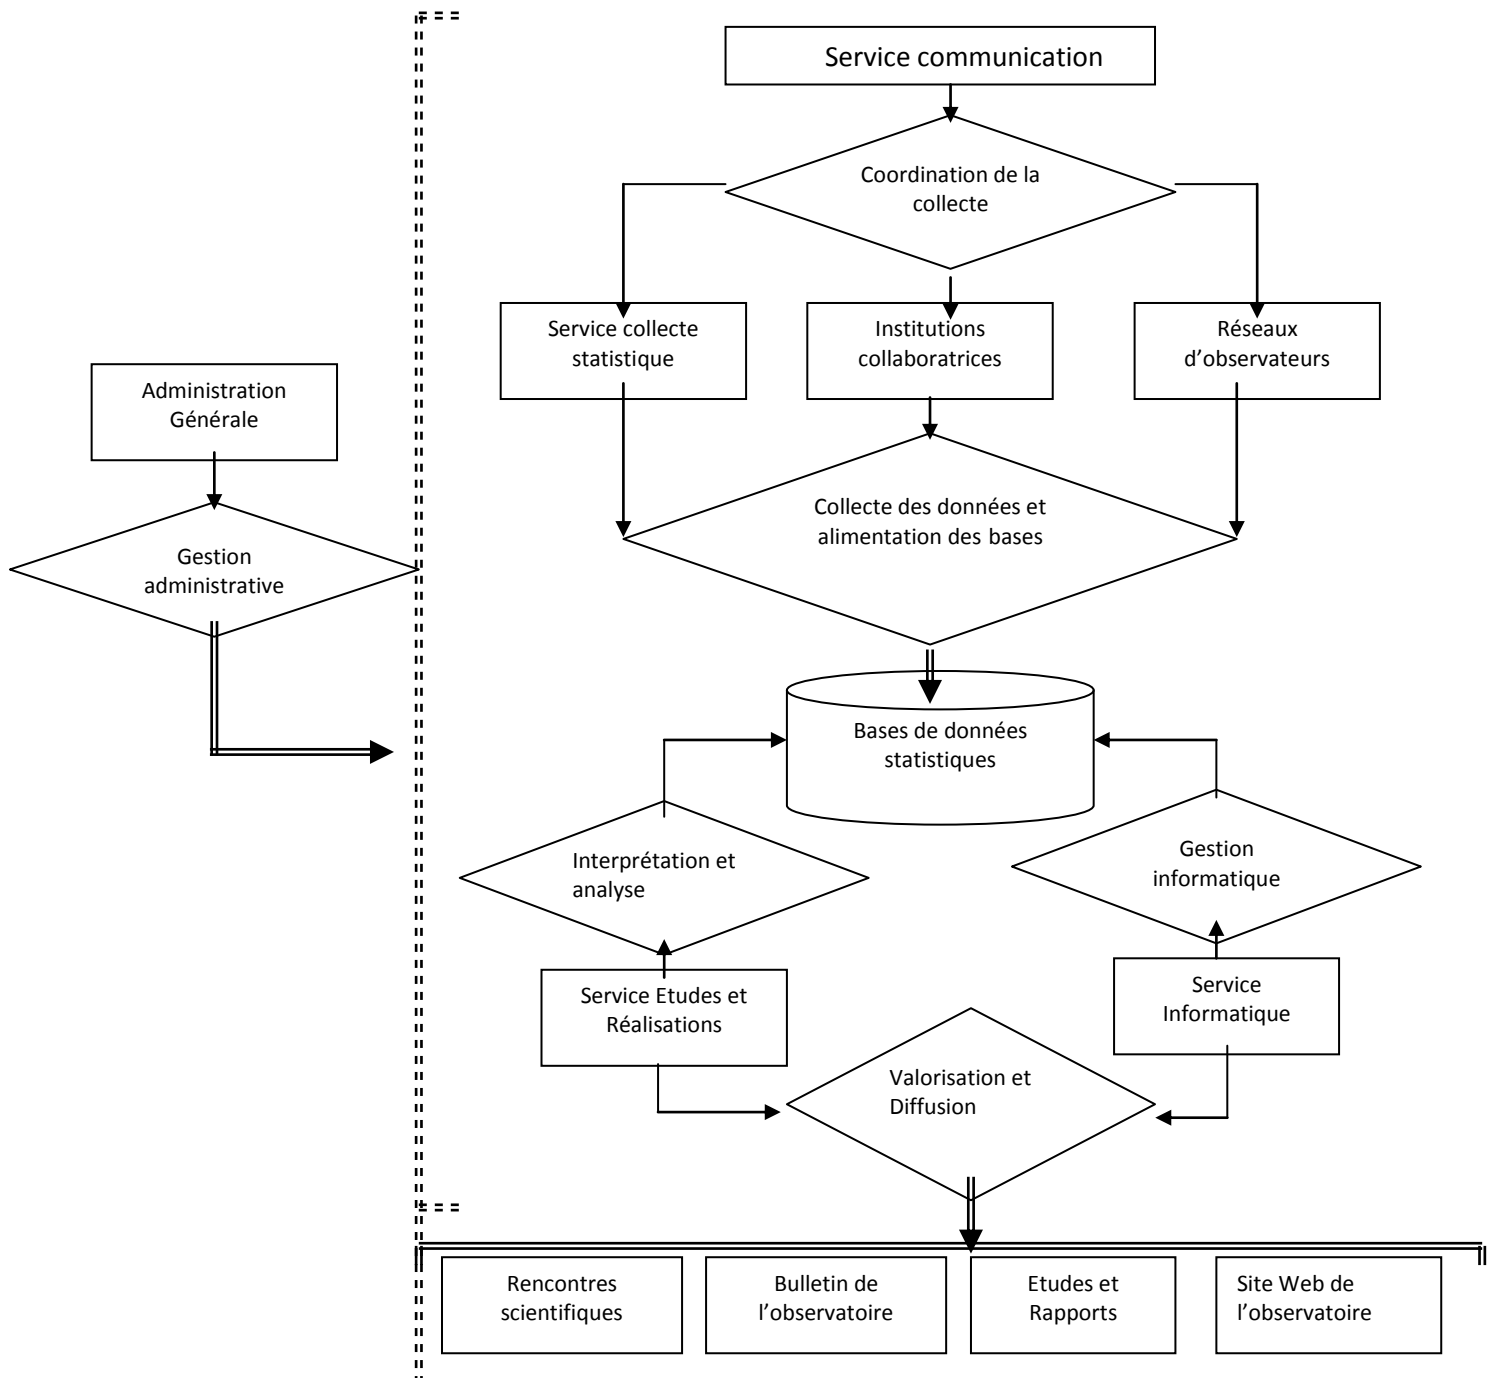 Service communication
Coordination de la
collecte
Service collecte
statistique
Institutions
collaboratrices
Réseaux
d’observateurs
Administration
Générale
Collecte des données et
alimentation des bases
Gestion
administrative
Bases de données
statistiques
Interprétation et
analyse
Gestion
informatique
Service Etudes et
Réalisations
Service
Informatique
Valorisation et
Diffusion
Rencontres
scientifiques
Bulletin de
l’observatoire
Etudes et
Rapports
Site Web de
l’observatoire